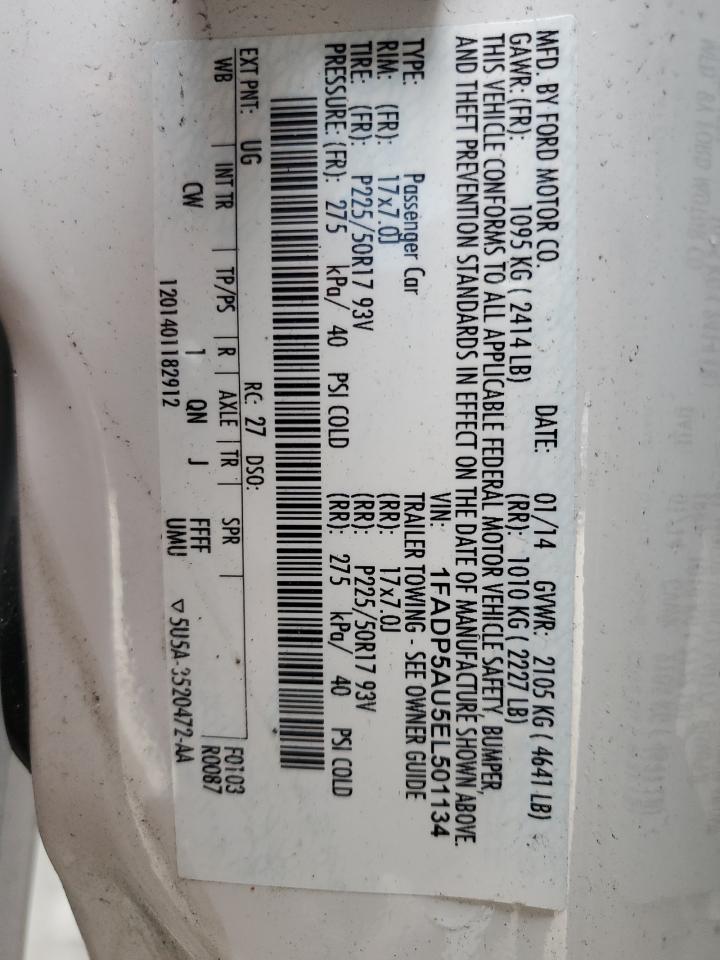 MFD. BY FORD MOTOR CO. DATE: 01/14 GVWR: 2105 KG ( 4641 LB)
GAWR: (FR): 1095 KG ( 2414 LB) (RR): 1010 KG ( 2227 LB)
THIS VEHICLE CONFORMS TO ALL APPLICABLE FEDERAL MOTOR VEHICLE SAFETY, BUMPER,
AND THEFT PREVENTION STANDARDS IN EFFECT ON THE DATE OF MANUFACTURE SHOWN ABOVE.
VIN: 1FADP5AU5EL501134
TYPE: Passenger Car TRAILER TOWING - SEE OWNER GUIDE
RIM: (FR): 17x7.0J (RR): 17x7.0J
TIRE: (FR): P225/50R17 93V (RR): P225/50R17 93V
PRESSURE: (FR): 275 kPa/ 40 PSI COLD (RR): 275 kPa/ 40 PSI COLD
EXT PNT: UG RC: 27 DSO: F0103
WB INT TR TP/PS R AXLE TR SPR R0087
CW 1 QN J FFFF
1201401182912 UMU ▽5U5A-3520472-AA